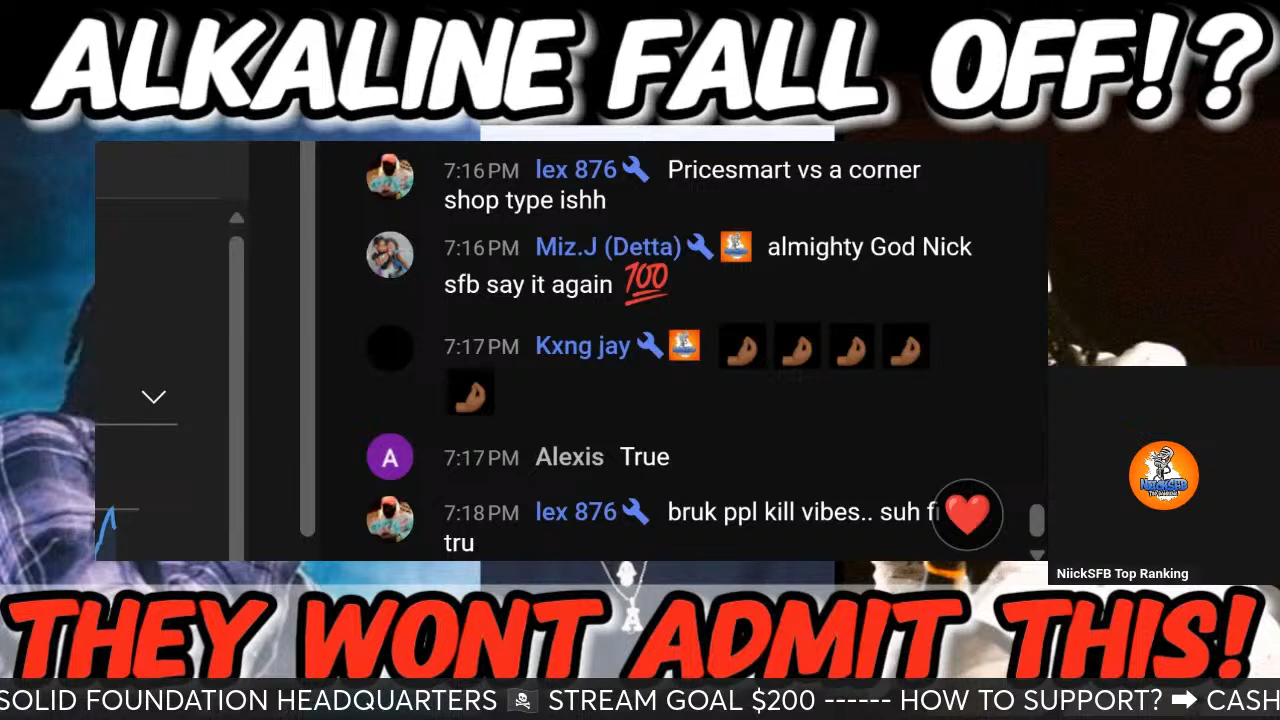 ALKALINE FALL OFF!?
7:16 PM lex 876 Pricesmart vs a corner
shop type ishh
7:16 PM Miz.J (Detta) almighty God Nick
sfb say it again 💯
7:17 PM Kxng jay
A 7:17 PM Alexis True
7:18 PM lex 876 bruk ppl kill vibes.. suh
tru
NiickSFB
NiickSFB Top Ranking
A
THEY WONT ADMIT THIS!
SOLID FOUNDATION HEADQUARTERS ☠ STREAM GOAL $200 ------ HOW TO SUPPORT? ➡ CASH